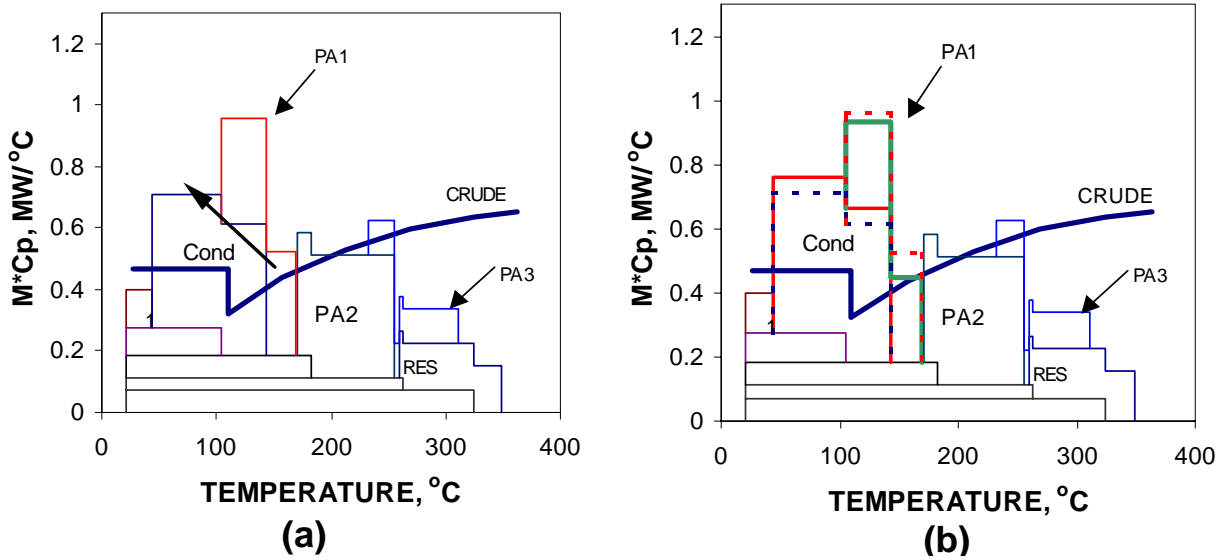 M*Cp, MW/°C
1.2
1
0.8
0.6
0.4
0.2
0
PA1
CRUDE
Cond
PA3
PA2
RES
0 100 200 300 400
TEMPERATURE, °C
(a)
M*Cp, MW/°C
1.2
1
0.8
0.6
0.4
0.2
0
PA1
CRUDE
Cond
PA3
PA2
RES
0 100 200 300 400
TEMPERATURE, °C
(b)